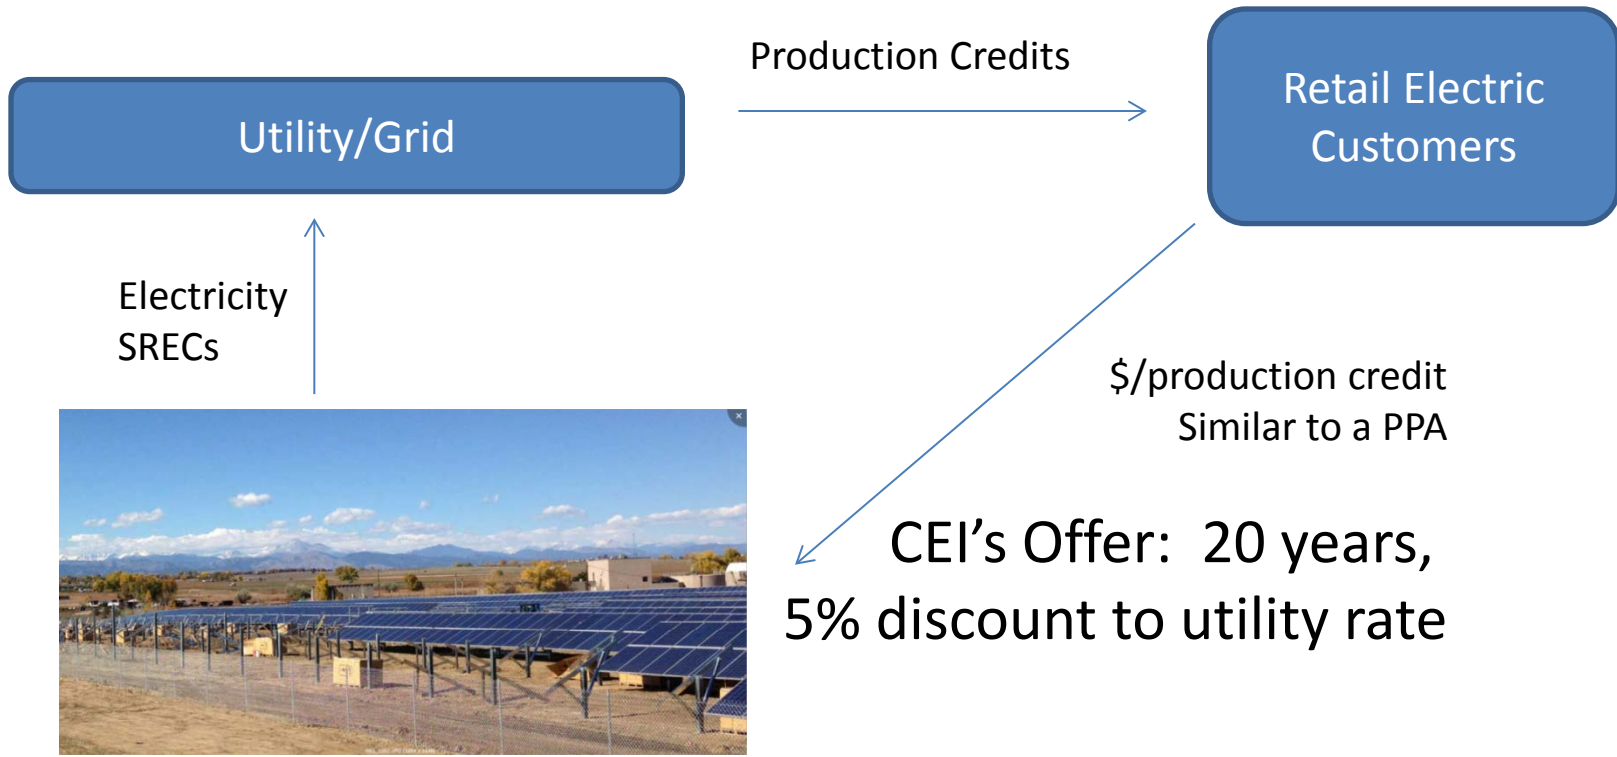 Production Credits
Utility/Grid
Retail Electric
Customers
Electricity
SRECs
$/production credit
Similar to a PPA
CEI’s Offer:  20 years,
5% discount to utility rate